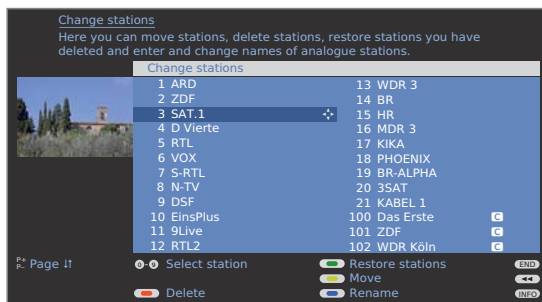 Change stations
Here you can move stations, delete stations, restore stations you have
deleted and enter and change names of analogue stations.
Change stations
1 ARD
2 ZDF
3 SAT.1
4 D Vierte
5 RTL
6 VOX
7 S-RTL
8 N-TV
9 DSF
10 EinsPlus
11 9Live
12 RTL2
13 WDR 3
14 BR
15 HR
16 MDR 3
17 KIKA
18 PHOENIX
19 BR-ALPHA
20 3SAT
21 KABEL 1
100 Das Erste C
101 ZDF C
102 WDR Köln C
P+
P–
Page
0-9 Select station
Delete
Restore stations
Move
Rename
END
INFO